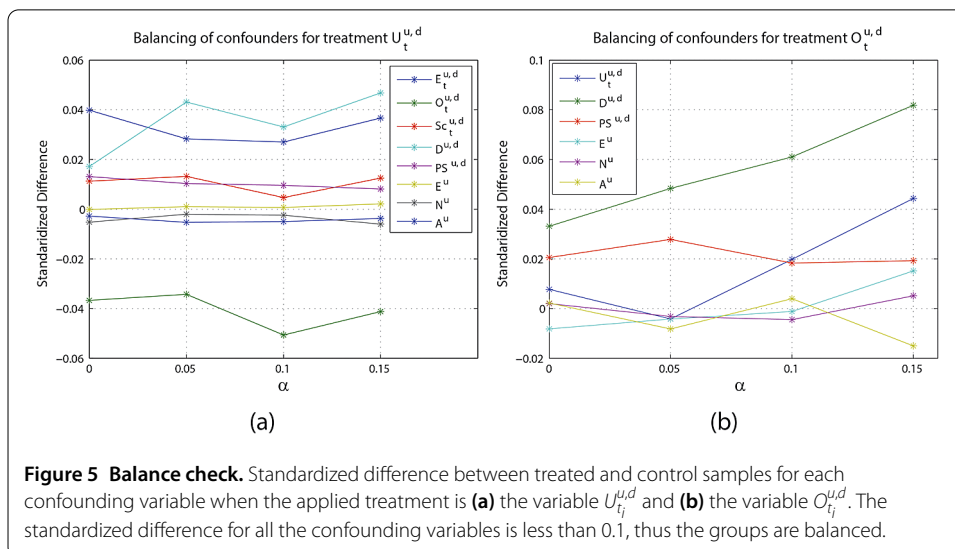 Balancing of confounders for treatment U_t^{u,d}
0.06
0.04
0.02
0
−0.02
−0.04
−0.06
Standaridized Difference
0 0.05 0.1 0.15
α
E_t^{u,d}
O_t^{u,d}
Sc_t^{u,d}
D^{u,d}
PS^{u,d}
E^u
N^u
A^u
(a)
Balancing of confounders for treatment O_t^{u,d}
0.1
0.08
0.06
0.04
0.02
0
−0.02
Standaridized Difference
0 0.05 0.1 0.15
α
U_t^{u,d}
D^{u,d}
PS^{u,d}
E^u
N^u
A^u
(b)
Figure 5 Balance check. Standardized difference between treated and control samples for each
confounding variable when the applied treatment is (a) the variable U_{t_i}^{u,d} and (b) the variable O_{t_i}^{u,d}. The
standardized difference for all the confounding variables is less than 0.1, thus the groups are balanced.